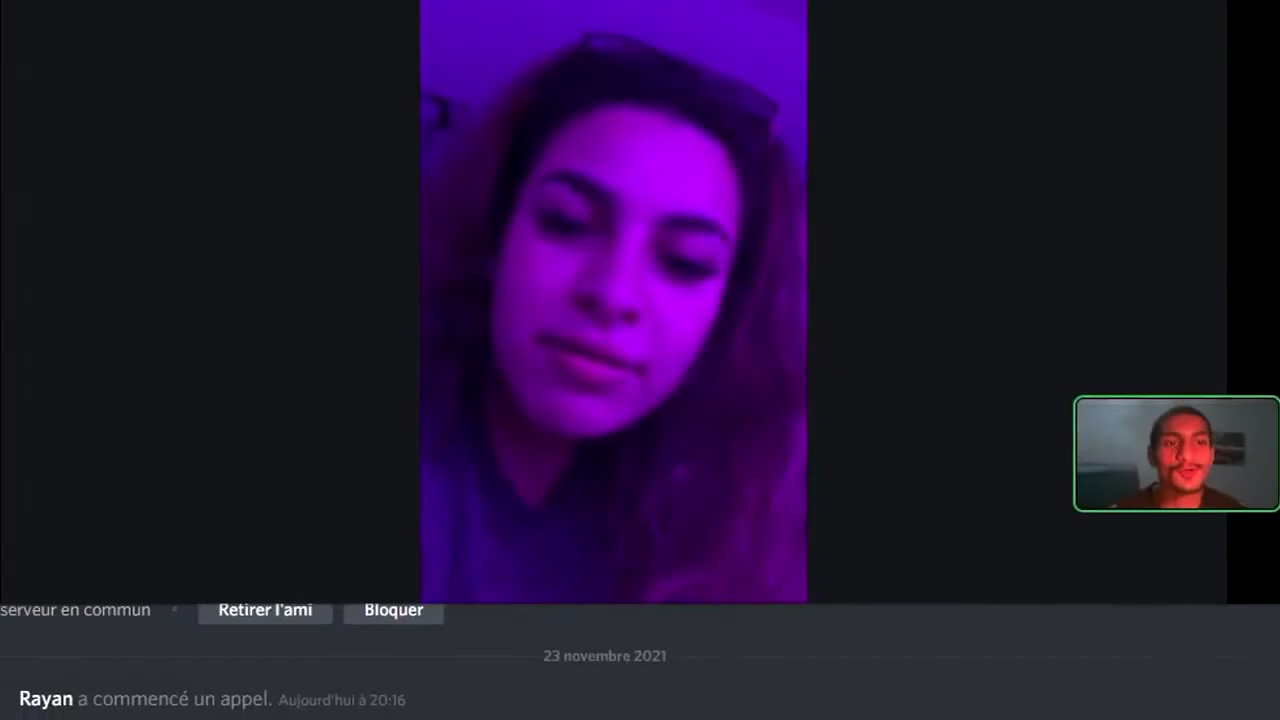 serveur en commun • Retirer l'ami Bloquer
23 novembre 2021
Rayan a commencé un appel. Aujourd'hui à 20:16